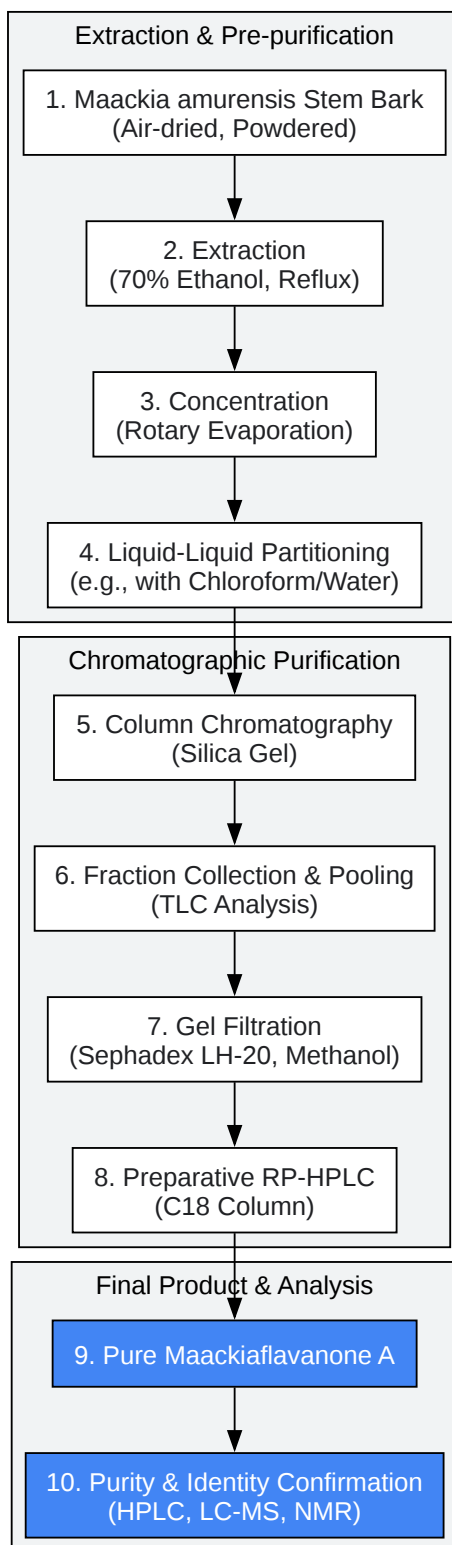 Extraction & Pre-purification
1. Maackia amurensis Stem Bark
(Air-dried, Powdered)
2. Extraction
(70% Ethanol, Reflux)
3. Concentration
(Rotary Evaporation)
4. Liquid-Liquid Partitioning
(e.g., with Chloroform/Water)
Chromatographic Purification
5. Column Chromatography
(Silica Gel)
6. Fraction Collection & Pooling
(TLC Analysis)
7. Gel Filtration
(Sephadex LH-20, Methanol)
8. Preparative RP-HPLC
(C18 Column)
Final Product & Analysis
9. Pure Maackiaflavanone A
10. Purity & Identity Confirmation
(HPLC, LC-MS, NMR)